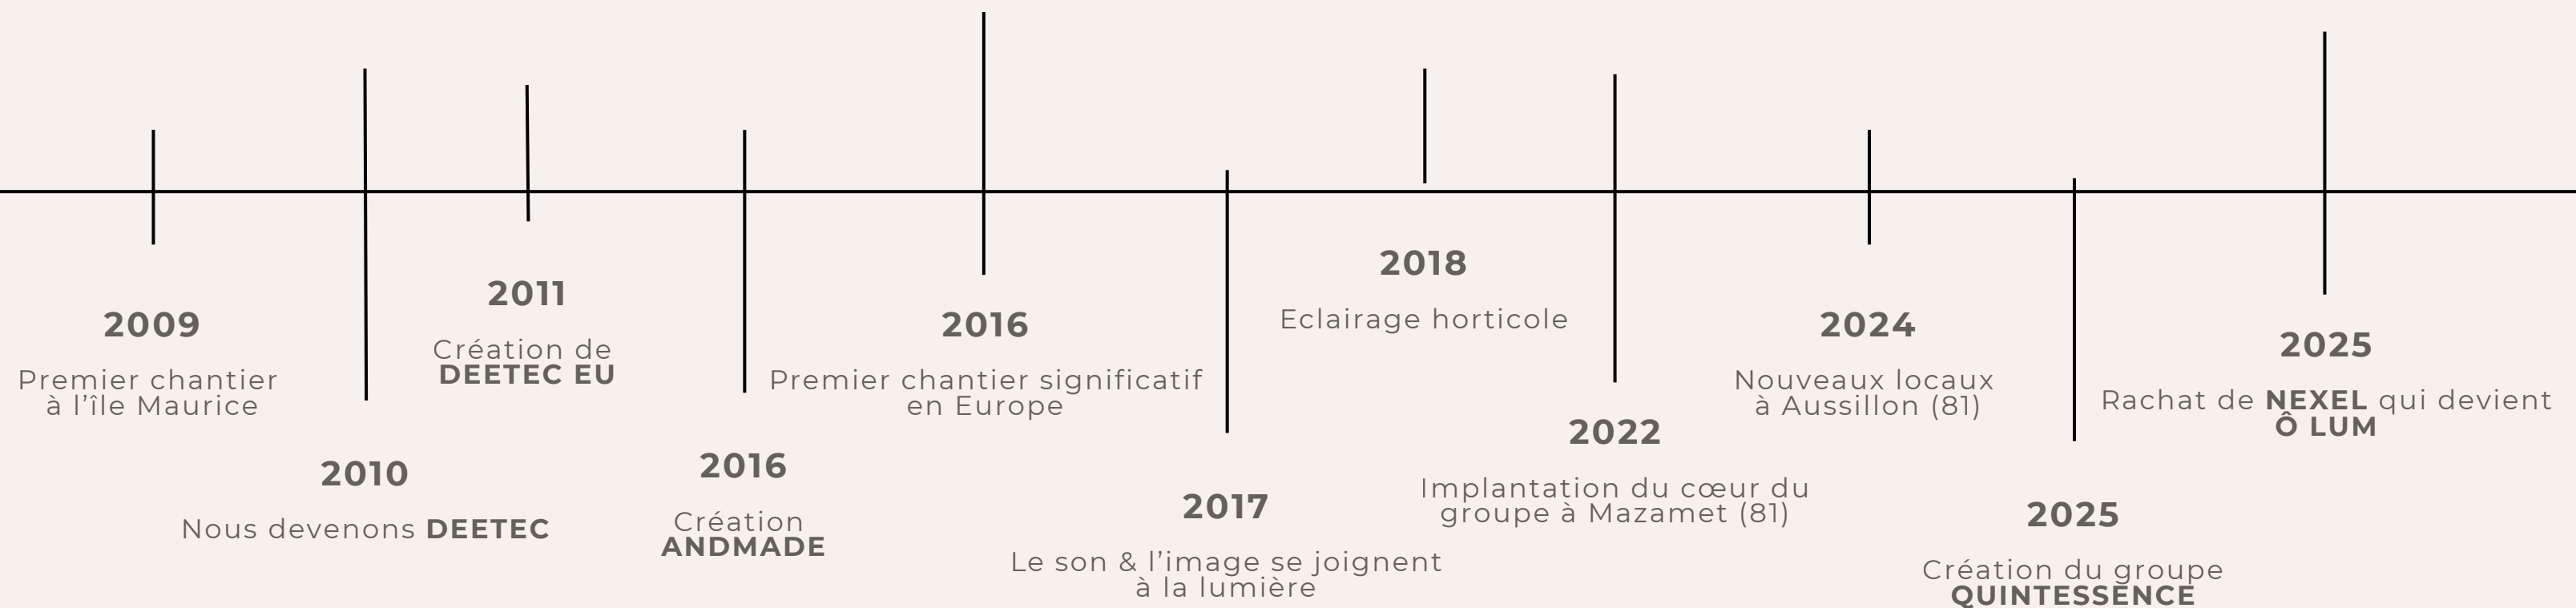 2009
Premier chantier
à l’île Maurice
2010
Nous devenons DEETEC
2011
Création de
DEETEC EU
2016
Création
ANDMADE
2016
Premier chantier significatif
en Europe
2017
Le son & l’image se joignent
à la lumière
2018
Eclairage horticole
2022
Implantation du cœur du
groupe à Mazamet (81)
2024
Nouveaux locaux
à Aussillon (81)
2025
Création du groupe
QUINTESSENCE
2025
Rachat de NEXEL qui devient
Ô LUM